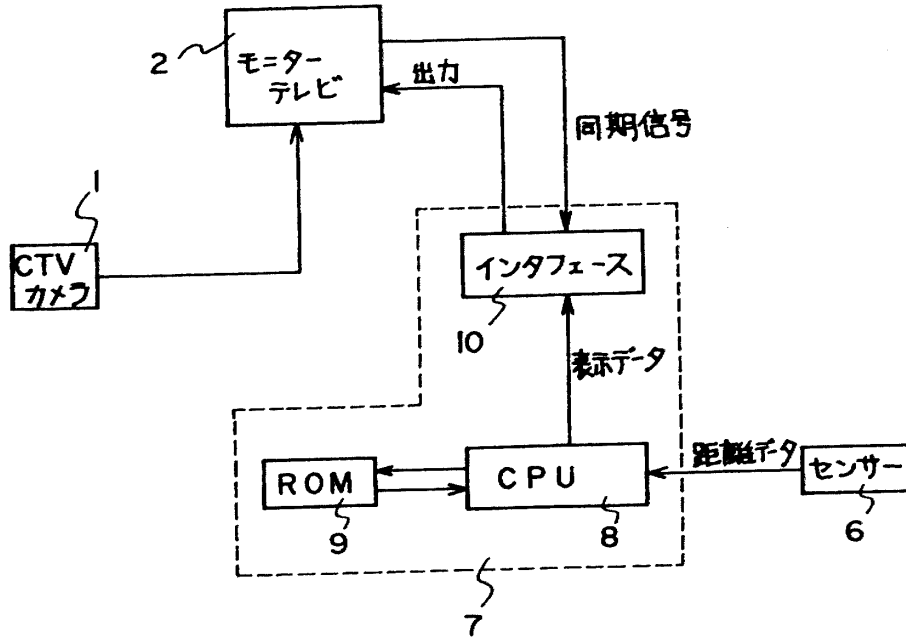 2
モニター
テレビ
出力
同期信号
1
CTV
カメラ
インタフェース
10
表示データ
ROM
9
CPU
8
距離データ
センサー
6
7